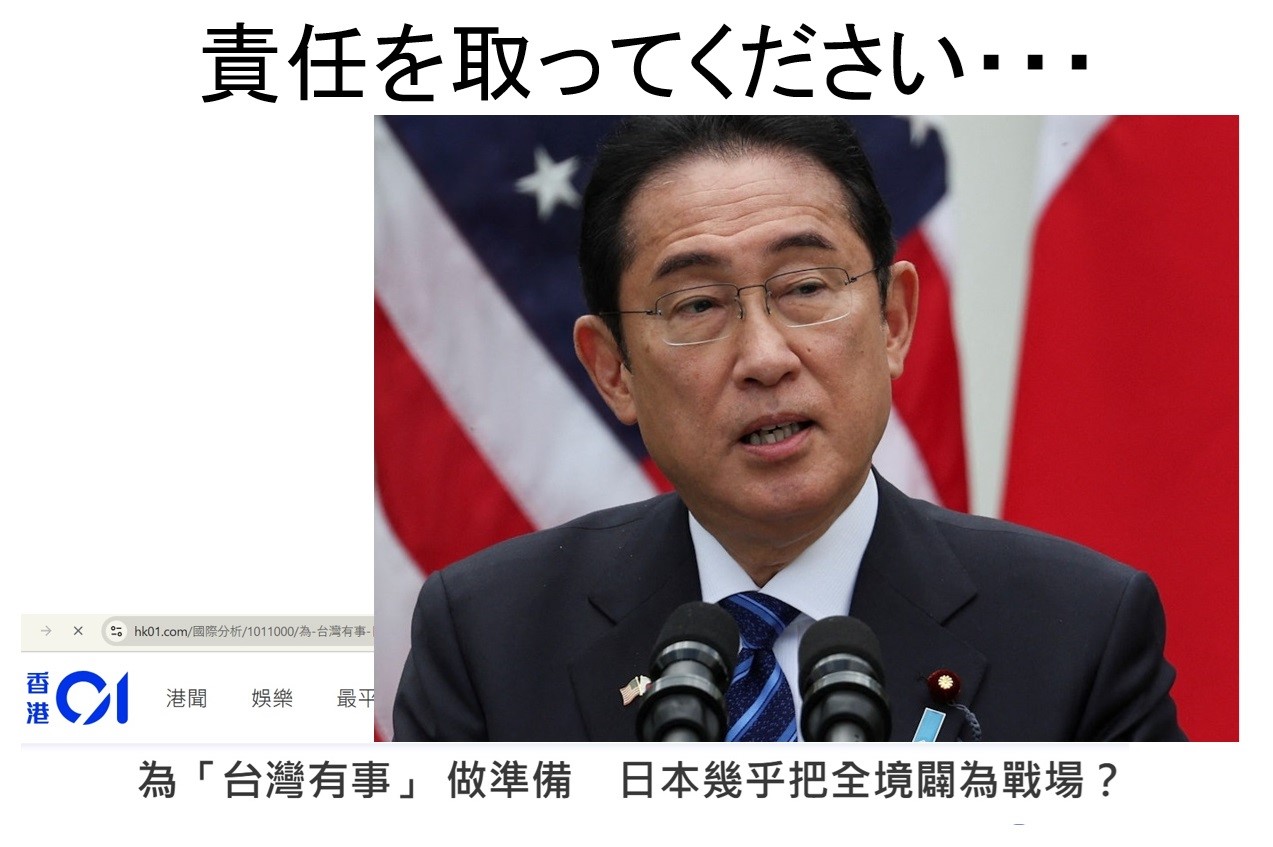 責任を取ってください・・・
hk01.com/國際分析/1011000/為-台灣有事-
香港01
港聞 娛樂 最平
為「台灣有事」做準備　日本幾乎把全境闢為戰場？